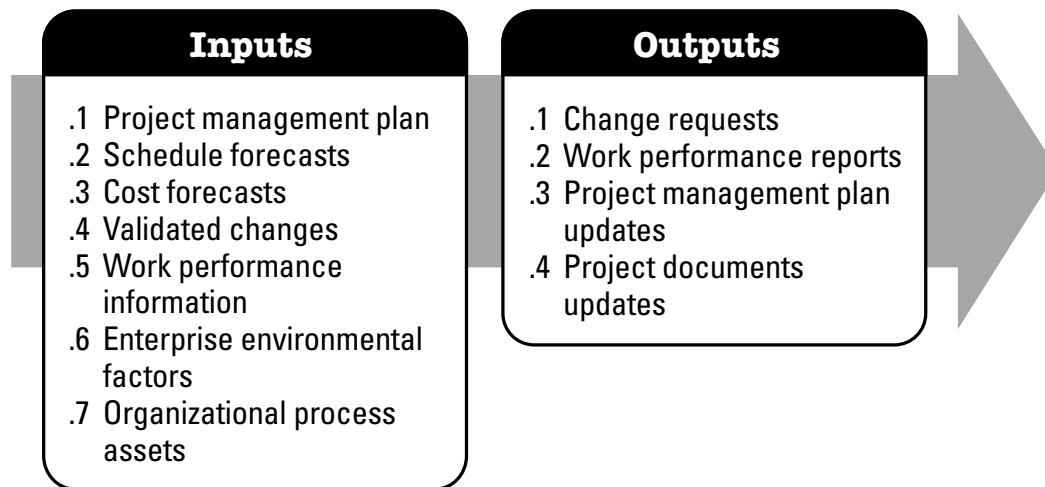 Inputs
.1 Project management plan
.2 Schedule forecasts
.3 Cost forecasts
.4 Validated changes
.5 Work performance
information
.6 Enterprise environmental
factors
.7 Organizational process
assets
Outputs
.1 Change requests
.2 Work performance reports
.3 Project management plan
updates
.4 Project documents
updates